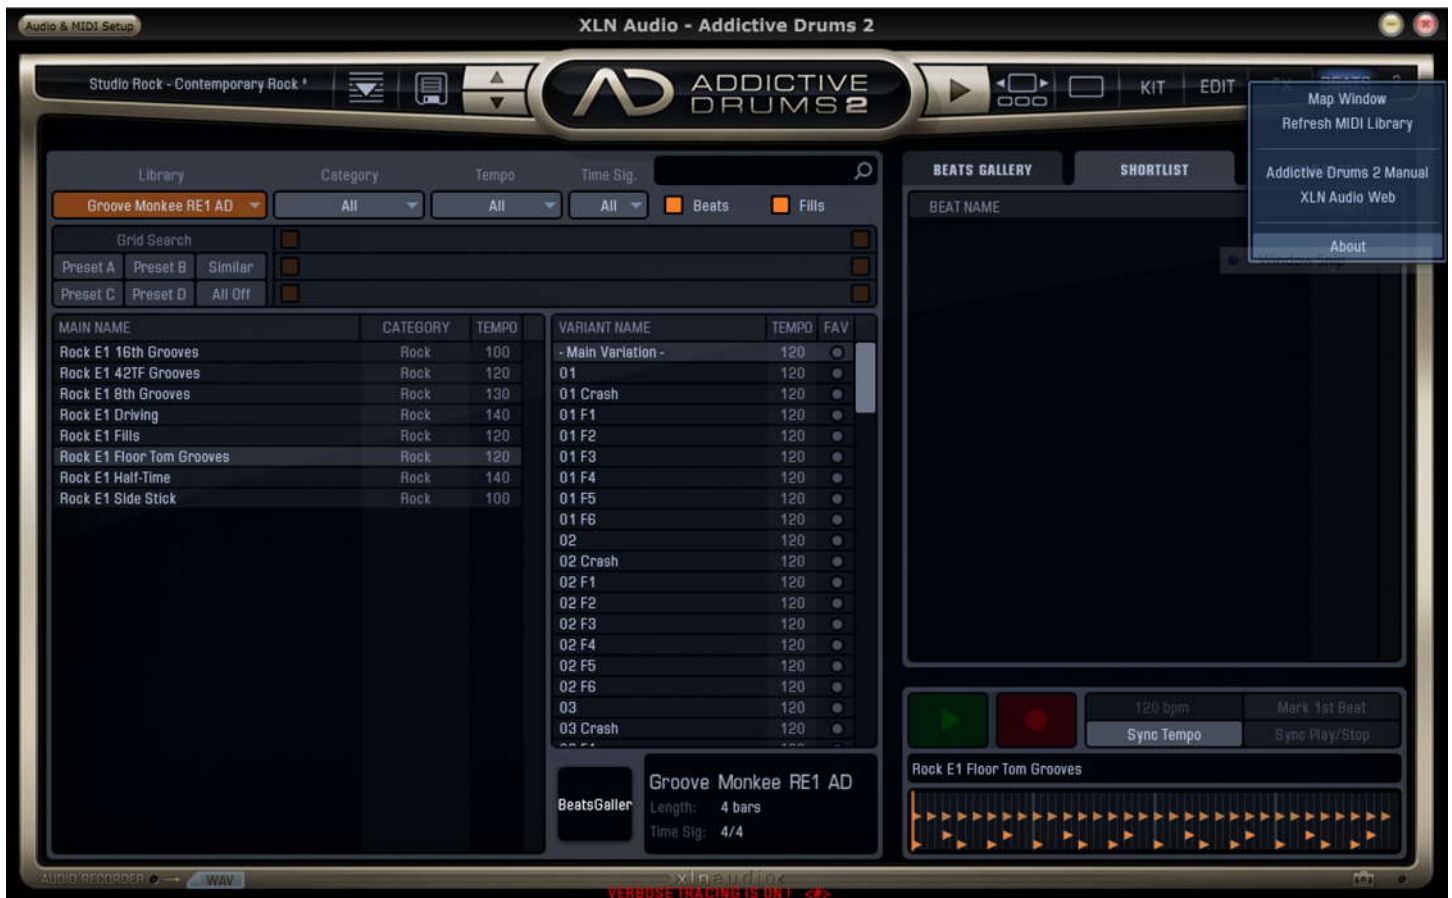 Audio & MIDI Setup
XLN Audio - Addictive Drums 2
Studio Rock - Contemporary Rock *
ADDICTIVE
DRUMS 2
KIT EDIT
Map Window
Refresh MIDI Library
Addictive Drums 2 Manual
XLN Audio Web
About
Window Snip
Library Category Tempo Time Sig.
Groove Monkee RE1 AD All All All Beats Fills
Grid Search
Preset A Preset B Similar
Preset C Preset D All Off
BEATS GALLERY SHORTLIST
BEAT NAME
MAIN NAME CATEGORY TEMPO
Rock E1 16th Grooves Rock 100
Rock E1 42TF Grooves Rock 120
Rock E1 8th Grooves Rock 130
Rock E1 Driving Rock 140
Rock E1 Fills Rock 120
Rock E1 Floor Tom Grooves Rock 120
Rock E1 Half-Time Rock 140
Rock E1 Side Stick Rock 100
VARIANT NAME TEMPO FAV
- Main Variation - 120
01 120
01 Crash 120
01 F1 120
01 F2 120
01 F3 120
01 F4 120
01 F5 120
01 F6 120
02 120
02 Crash 120
02 F1 120
02 F2 120
02 F3 120
02 F4 120
02 F5 120
02 F6 120
03 120
03 Crash 120
BeatsGaller
Groove Monkee RE1 AD
Length: 4 bars
Time Sig: 4/4
120 bpm Mark 1st Beat
Sync Tempo Sync Play/Stop
Rock E1 Floor Tom Grooves
AUDIO RECORDER WAV
xlnaudio
VERBOSE TRACING IS ON ! <#>